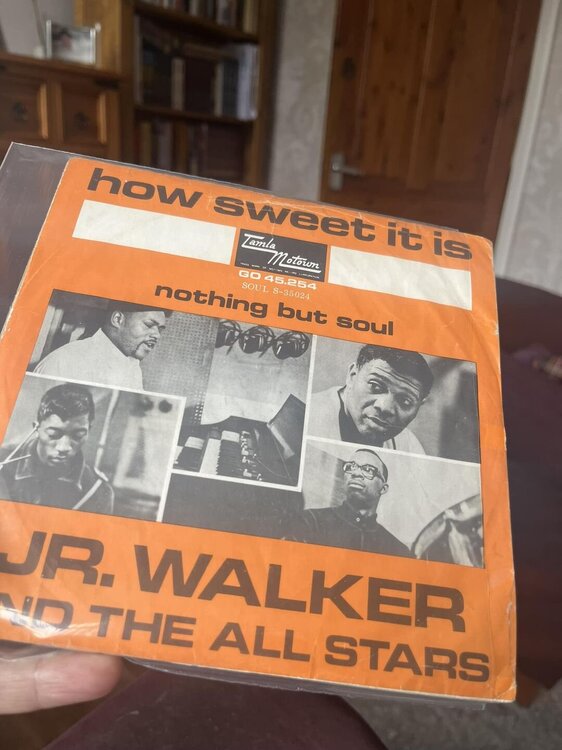 how sweet it is
Tamla
Motown
GO 45.254
SOUL S-35024
nothing but soul
JR. WALKER
ND THE ALL STARS